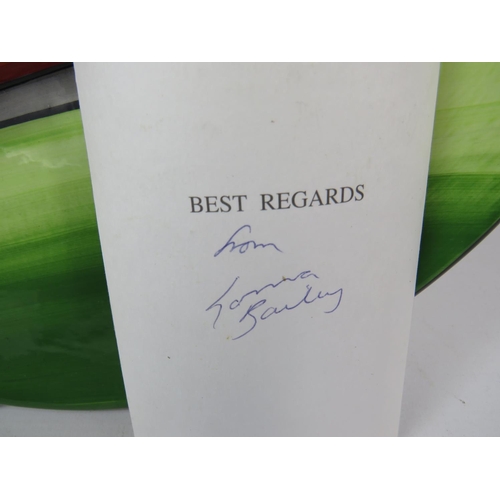 BEST REGARDS
from
Lorna
Bailey